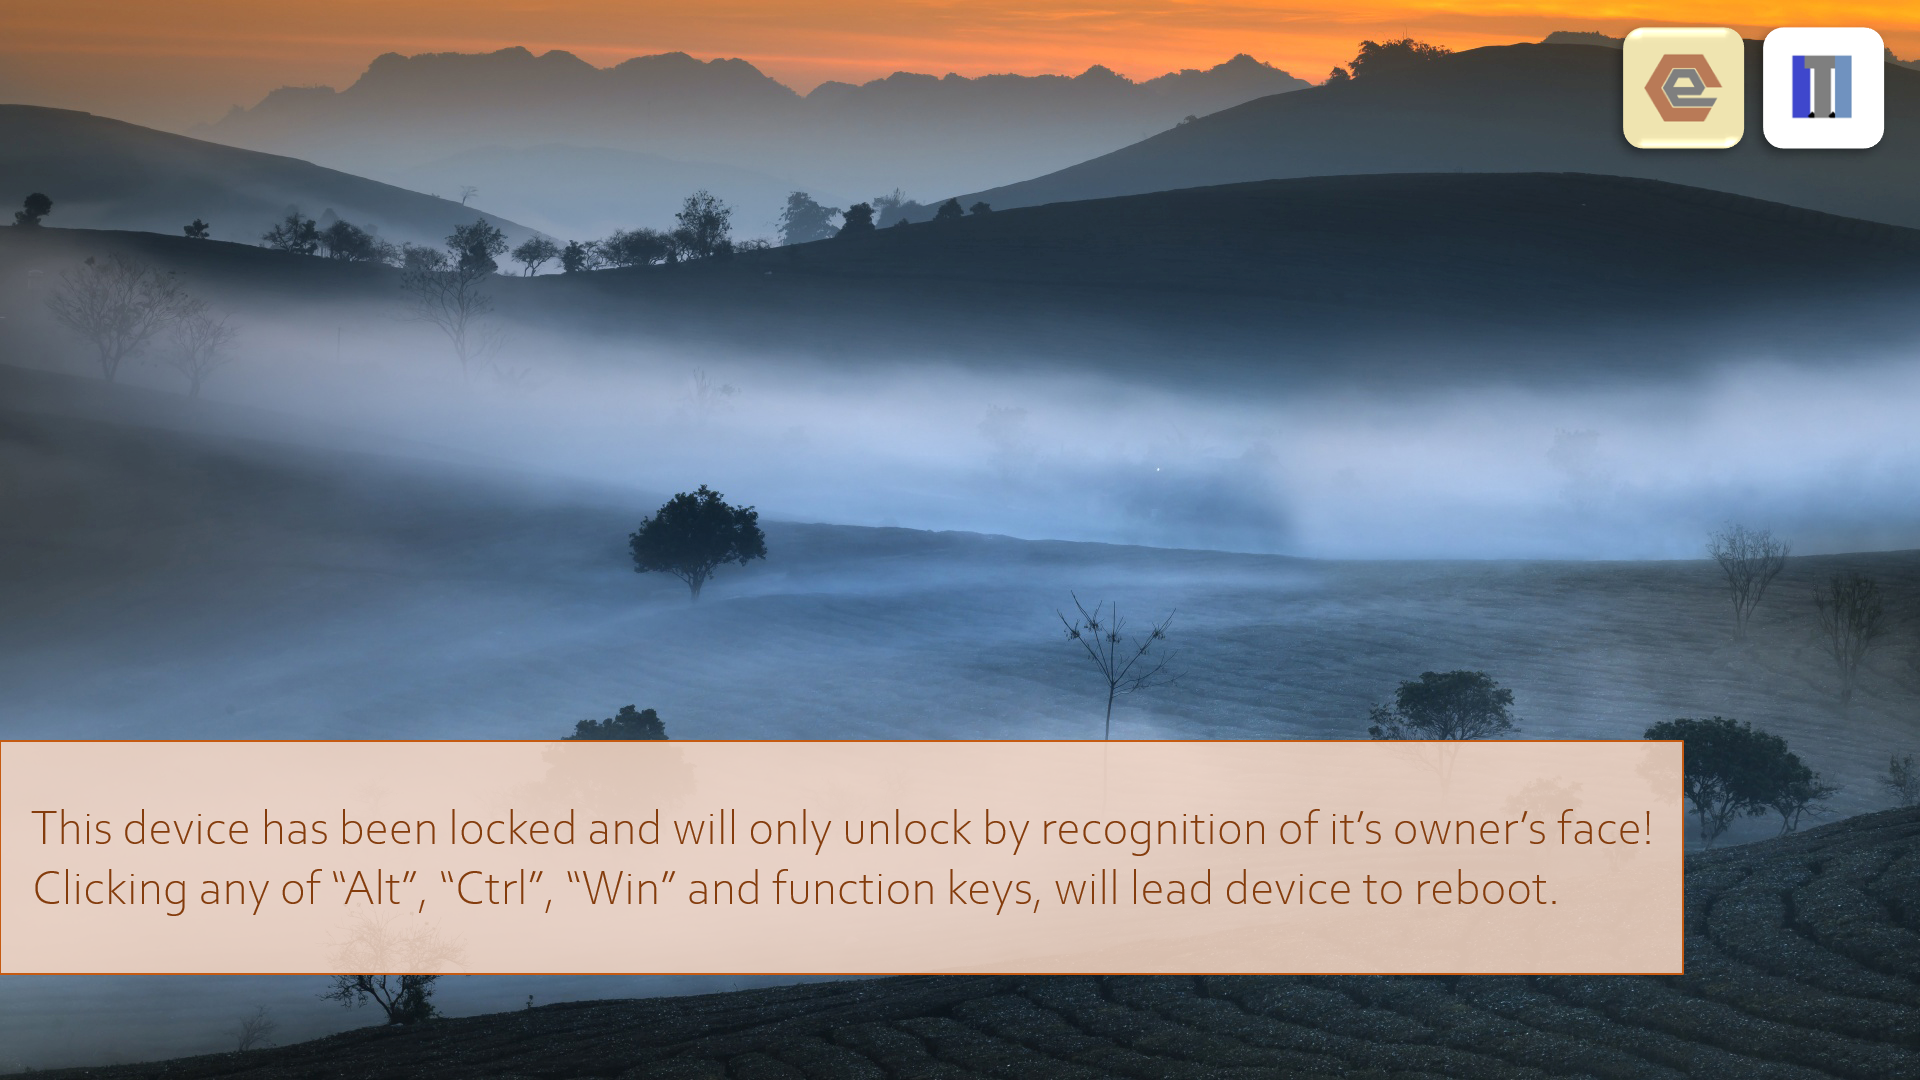 This device has been locked and will only unlock by recognition of it’s owner’s face!
Clicking any of “Alt”, “Ctrl”, “Win” and function keys, will lead device to reboot.